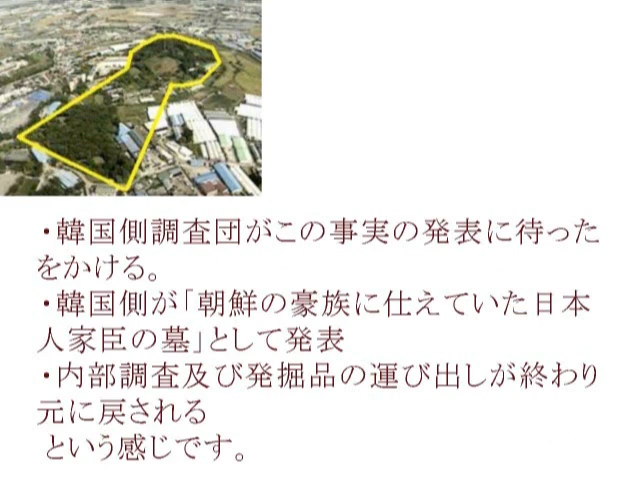 ・韓国側調査団がこの事実の発表に待った
をかける。
・韓国側が「朝鮮の豪族に仕えていた日本
人家臣の墓」として発表
・内部調査及び発掘品の運び出しが終わり
元に戻される
という感じです。